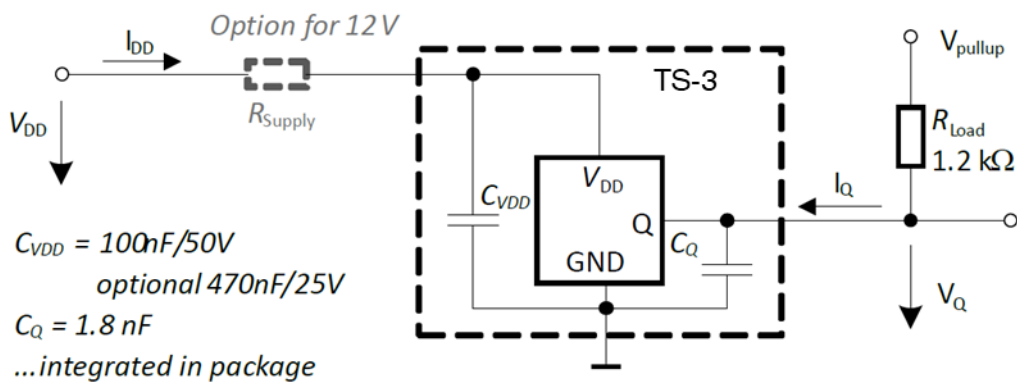 Option for 12 V
I_DD
R_Supply
V_DD
TS-3
V_pullup
R_Load
1.2 kΩ
I_Q
V_DD
Q
GND
C_VDD
C_Q
V_Q
C_VDD = 100nF/50V
optional 470nF/25V
C_Q = 1.8 nF
...integrated in package